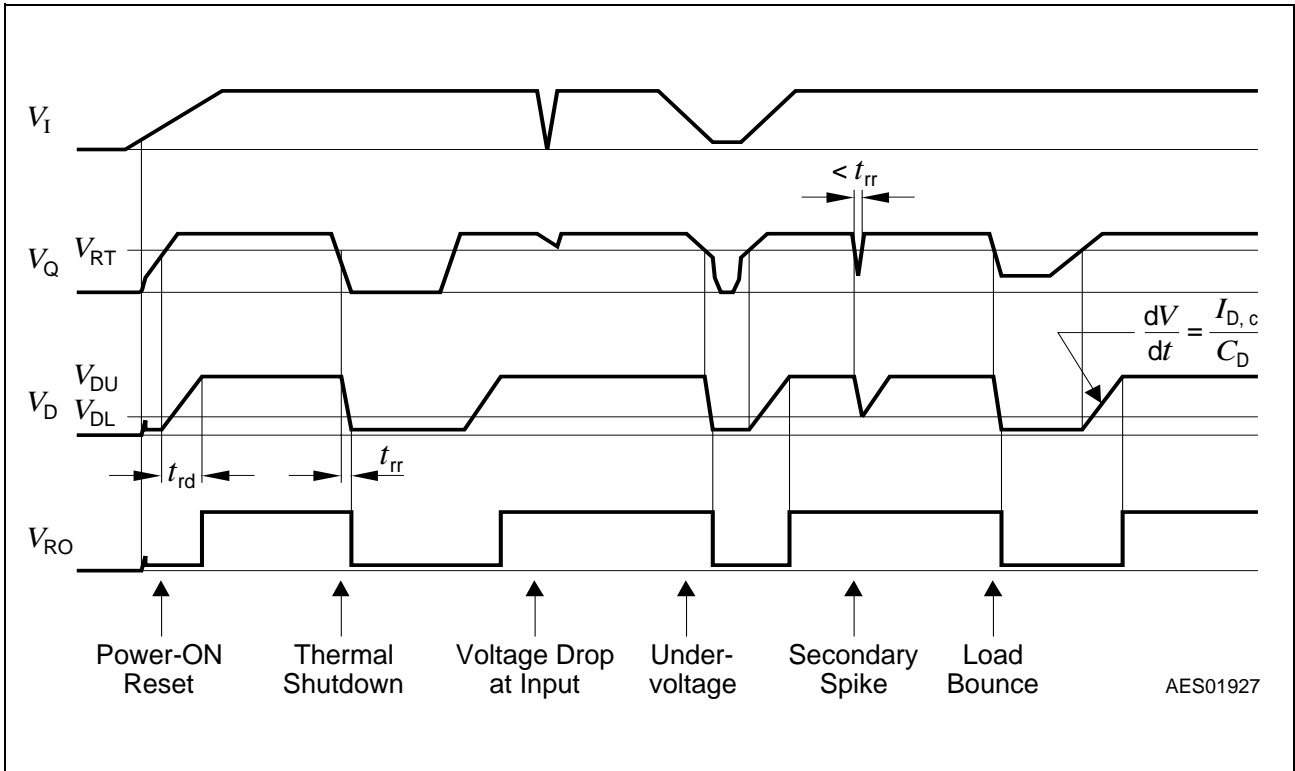 V_I
< t_rr
V_RT
V_Q
dV/dt = I_D, c/C_D
V_DU
V_D
V_DL
t_rd
t_rr
V_RO
Power-ON
Reset
Thermal
Shutdown
Voltage Drop
at Input
Under-
voltage
Secondary
Spike
Load
Bounce
AES01927